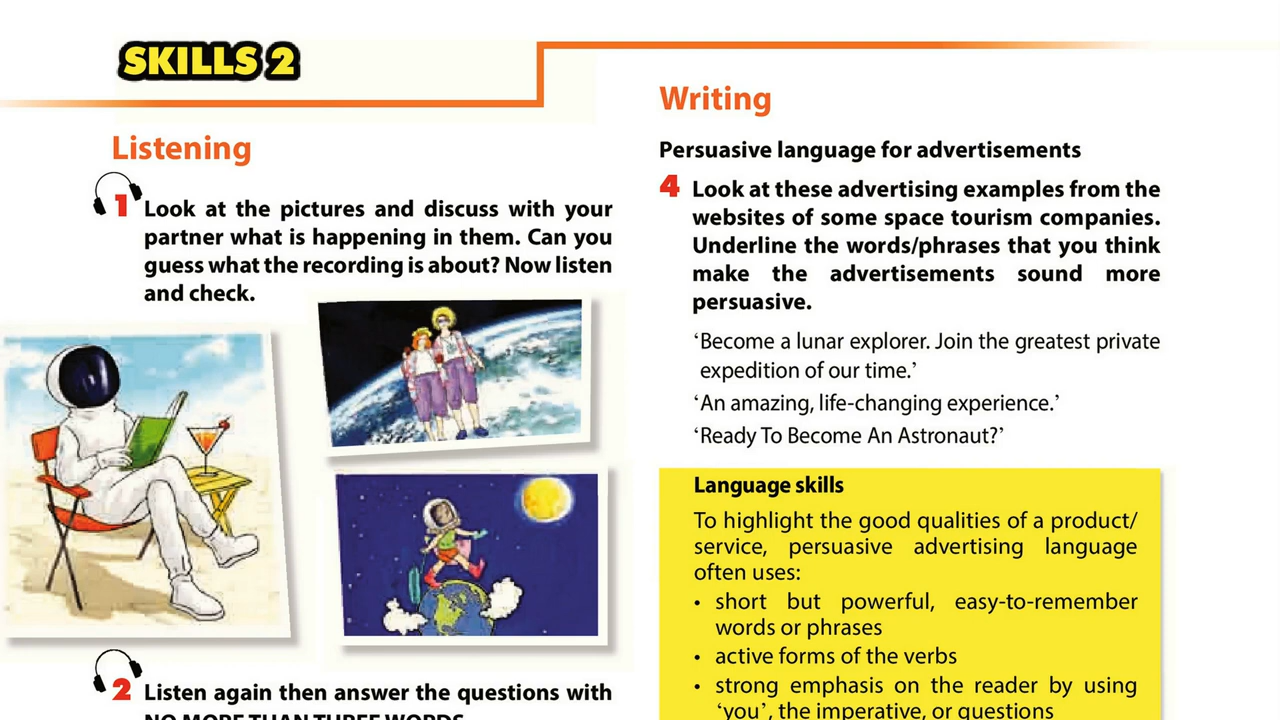 SKILLS 2
Listening
1 Look at the pictures and discuss with your
partner what is happening in them. Can you
guess what the recording is about? Now listen
and check.
2 Listen again then answer the questions with
NO MORE THAN THREE WORDS
Writing
Persuasive language for advertisements
4 Look at these advertising examples from the
websites of some space tourism companies.
Underline the words/phrases that you think
make the advertisements sound more
persuasive.
‘Become a lunar explorer. Join the greatest private
expedition of our time.’
‘An amazing, life-changing experience.’
‘Ready To Become An Astronaut?’
Language skills
To highlight the good qualities of a product/
service, persuasive advertising language
often uses:
• short but powerful, easy-to-remember
words or phrases
• active forms of the verbs
• strong emphasis on the reader by using
‘you’, the imperative, or questions